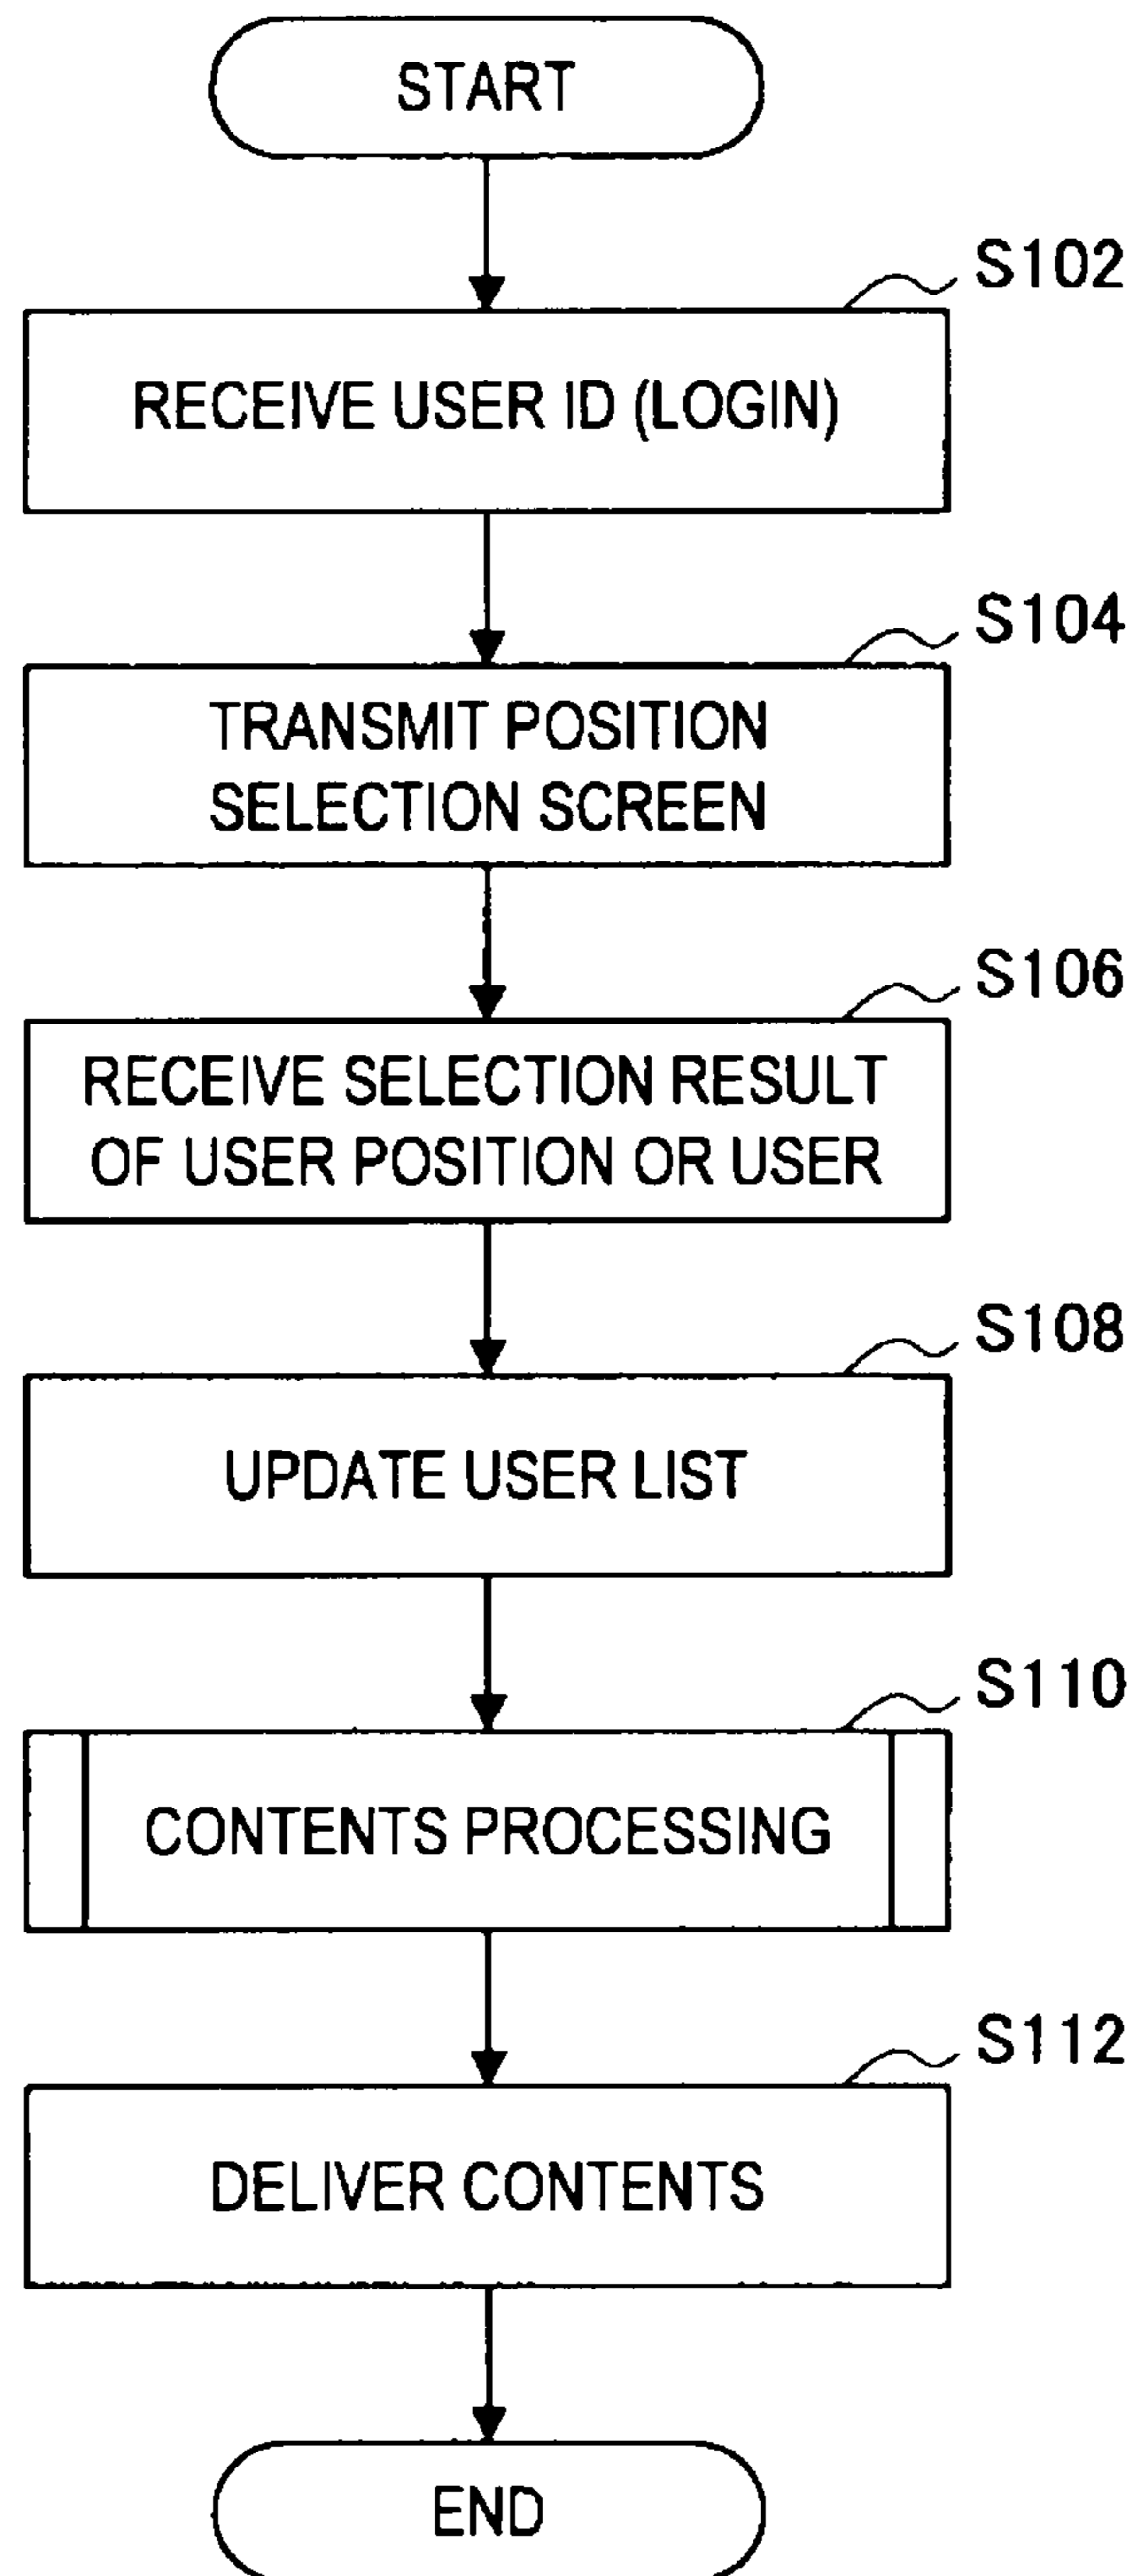 START
S102
RECEIVE USER ID (LOGIN)
S104
TRANSMIT POSITION
SELECTION SCREEN
S106
RECEIVE SELECTION RESULT
OF USER POSITION OR USER
S108
UPDATE USER LIST
S110
CONTENTS PROCESSING
S112
DELIVER CONTENTS
END